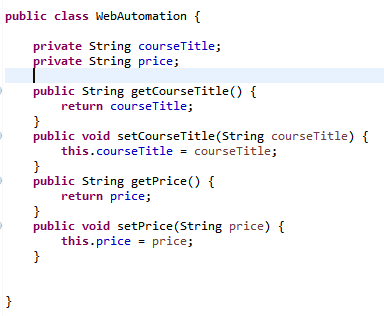 public class WebAutomation {
private String courseTitle;
private String price;
public String getCourseTitle() {
return courseTitle;
}
public void setCourseTitle(String courseTitle) {
this.courseTitle = courseTitle;
}
public String getPrice() {
return price;
}
public void setPrice(String price) {
this.price = price;
}
}